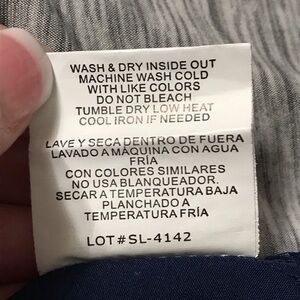 WASH & DRY INSIDE OUT
MACHINE WASH COLD
WITH LIKE COLORS
DO NOT BLEACH
TUMBLE DRY LOW HEAT
COOL IRON IF NEEDED
LAVE Y SECA DENTRO DE FUERA
LAVADO A MAQUINA CON AGUA
FRÍA
CON COLORES SIMILARES
NO USA BLANQUEADOR.
SECAR A TEMPERATURA BAJA
PLANCHADO A
TEMPERATURA FRÍA
LOT#SL-4142